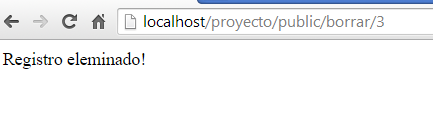 localhost/proyecto/public/borrar/3
Registro eleminado!